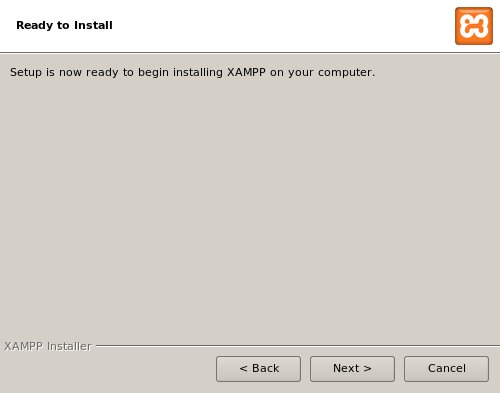 Ready to Install
Setup is now ready to begin installing XAMPP on your computer.
XAMPP Installer
< Back
Next >
Cancel